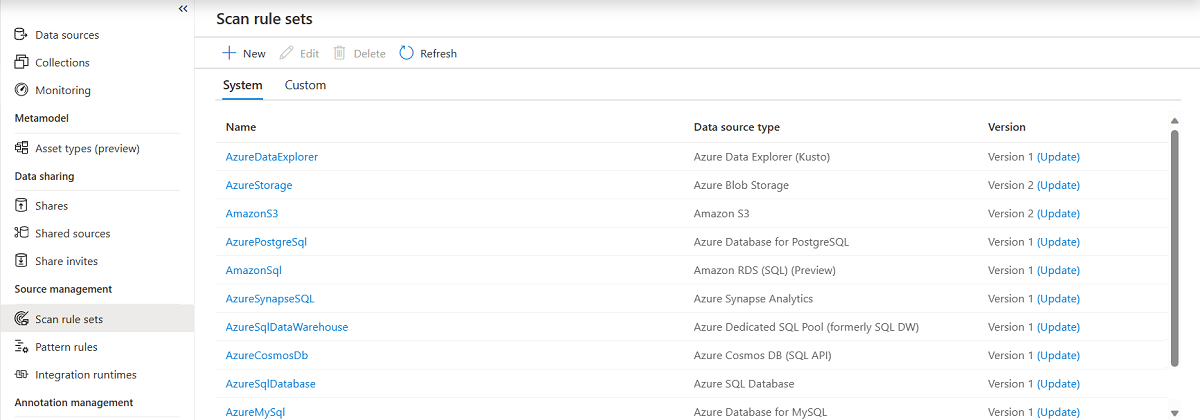 Data sources
Collections
Monitoring
Metamodel
Asset types (preview)
Data sharing
Shares
Shared sources
Share invites
Source management
Scan rule sets
Pattern rules
Integration runtimes
Annotation management
Scan rule sets
New Edit Delete Refresh
System Custom
Name Data source type Version
AzureDataExplorer Azure Data Explorer (Kusto) Version 1 (Update)
AzureStorage Azure Blob Storage Version 2 (Update)
AmazonS3 Amazon S3 Version 2 (Update)
AzurePostgreSql Azure Database for PostgreSQL Version 1 (Update)
AmazonSql Amazon RDS (SQL) (Preview) Version 1 (Update)
AzureSynapseSQL Azure Synapse Analytics Version 1 (Update)
AzureSqlDataWarehouse Azure Dedicated SQL Pool (formerly SQL DW) Version 1 (Update)
AzureCosmosDb Azure Cosmos DB (SQL API) Version 1 (Update)
AzureSqlDatabase Azure SQL Database Version 1 (Update)
AzureMySql Azure Database for MySQL Version 1 (Update)